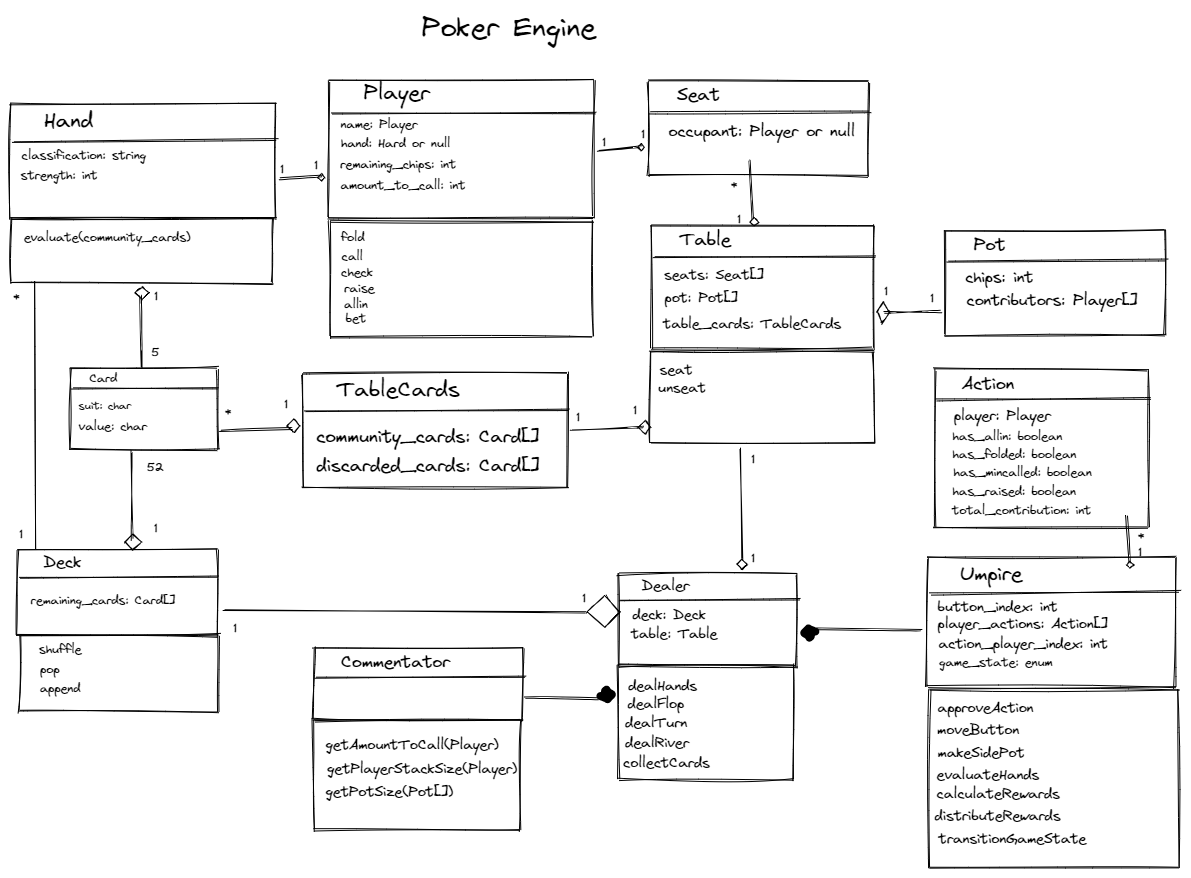 Poker Engine
Hand
classification: string
strength: int
evaluate(community_cards)
1
1
Player
name: Player
hand: Hard or null
remaining_chips: int
amount_to_call: int
fold
call
check
raise
allin
bet
1
1
Seat
occupant: Player or null
*
1
Table
seats: Seat[]
pot: Pot[]
table_cards: TableCards
seat
unseat
1
1
Pot
chips: int
contributors: Player[]
*
1
5
Card
suit: char
value: char
*
1
TableCards
community_cards: Card[]
discarded_cards: Card[]
1
1
Action
player: Player
has_allin: boolean
has_folded: boolean
has_mincalled: boolean
has_raised: boolean
total_contribution: int
*
1
52
1
1
1
1
Deck
remaining_cards: Card[]
shuffle
pop
append
1
1
Dealer
deck: Deck
table: Table
dealHands
dealFlop
dealTurn
dealRiver
collectCards
Commentator
getAmountToCall(Player)
getPlayerStackSize(Player)
getPotSize(Pot[])
Umpire
button_index: int
player_actions: Action[]
action_player_index: int
game_state: enum
approveAction
moveButton
makeSidePot
evaluateHands
calculateRewards
distributeRewards
transitionGameState